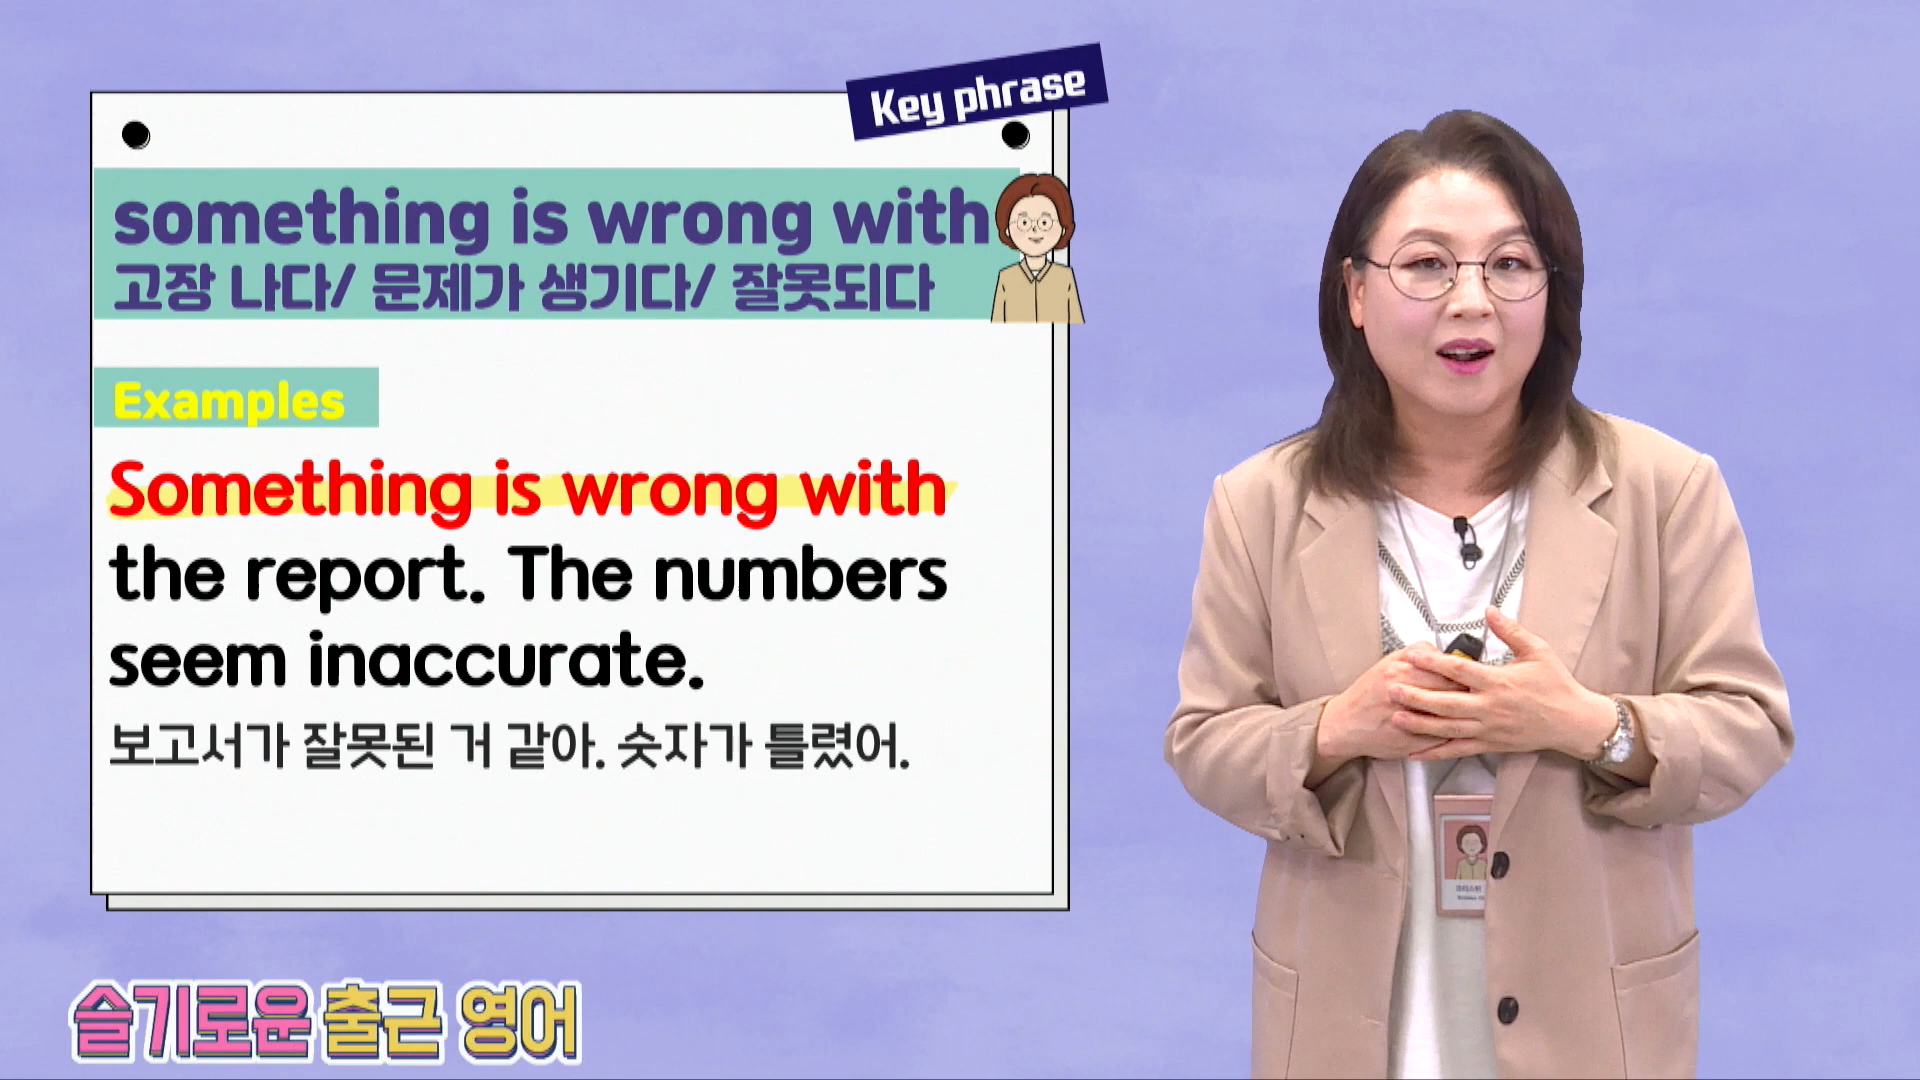 Key phrase
something is wrong with
고장 나다/ 문제가 생기다/ 잘못되다
Examples
Something is wrong with
the report. The numbers
seem inaccurate.
보고서가 잘못된 거 같아. 숫자가 틀렸어.
슬기로운 출근 영어